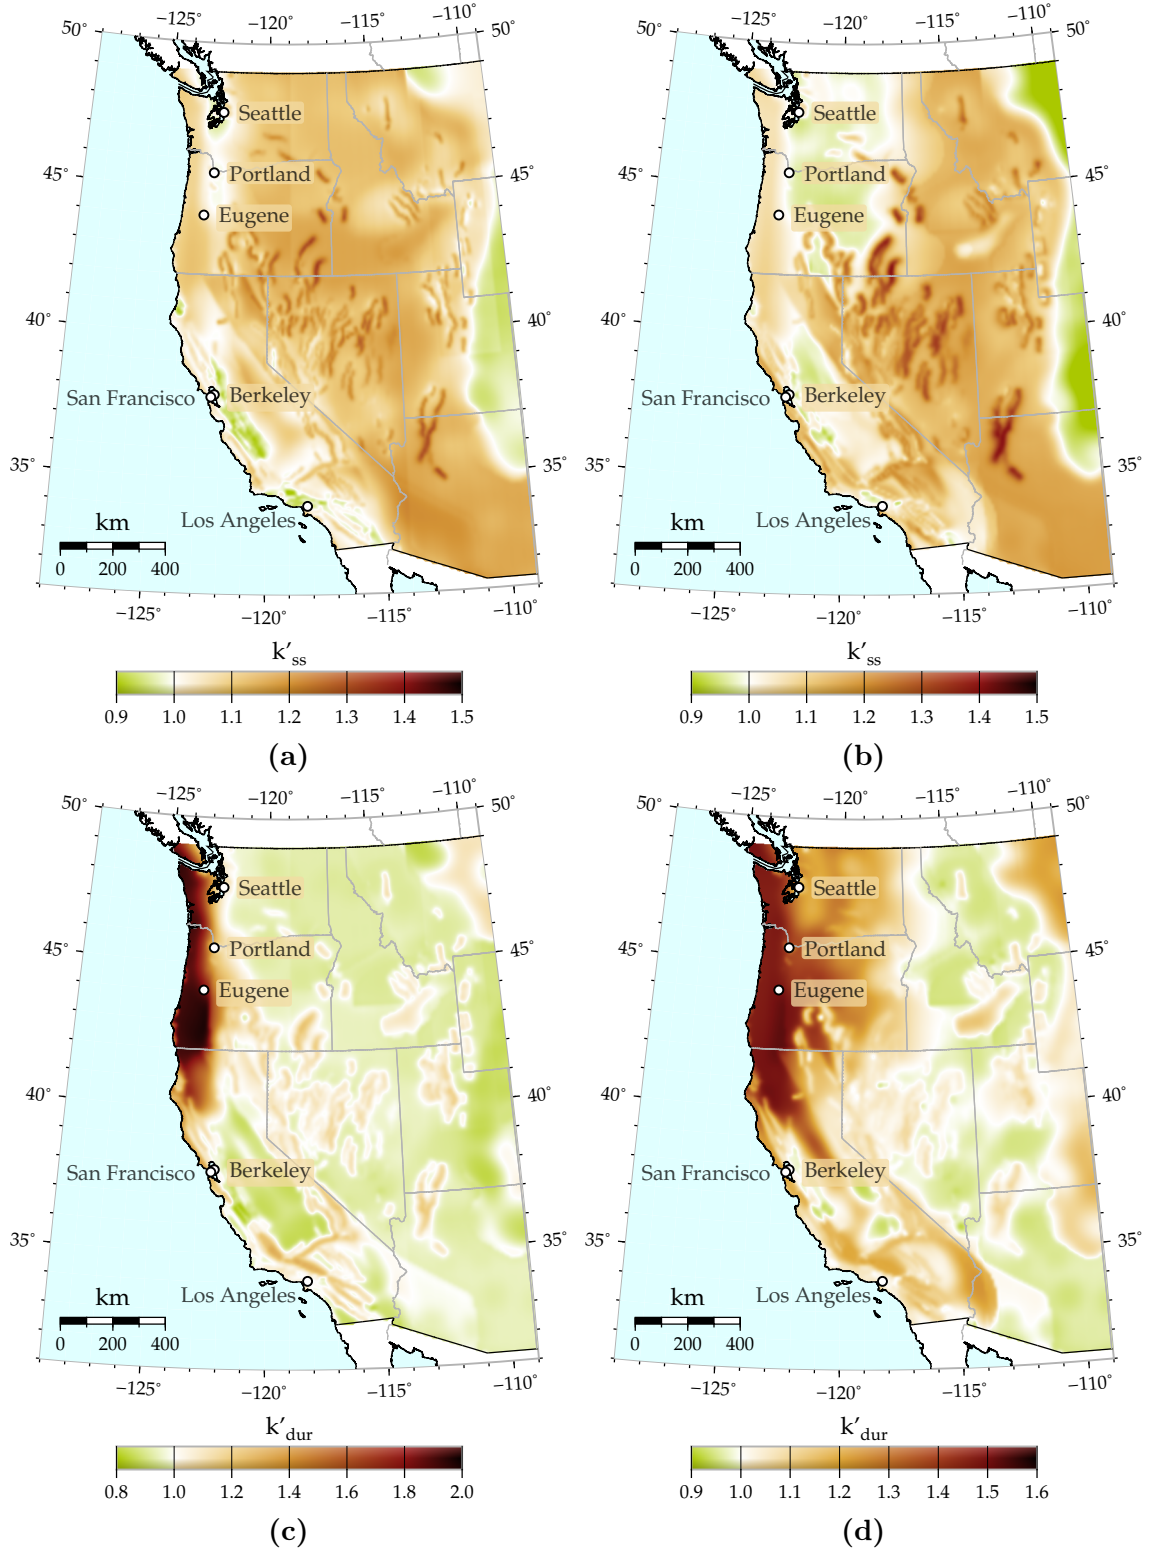 −125° −120° −115° −110°
50° 50°
Seattle
Portland
45° 45°
Eugene
40° 40°
San Francisco Berkeley
35° 35°
Los Angeles
km
0 200 400
−125° −120° −115° −110°
k′ss
0.9 1.0 1.1 1.2 1.3 1.4 1.5
(a)
−125° −120° −115° −110°
50° 50°
Seattle
Portland
45° 45°
Eugene
40° 40°
San Francisco Berkeley
35° 35°
Los Angeles
km
0 200 400
−125° −120° −115° −110°
k′ss
0.9 1.0 1.1 1.2 1.3 1.4 1.5
(b)
−125° −120° −115° −110°
50° 50°
Seattle
Portland
45° 45°
Eugene
40° 40°
San Francisco Berkeley
35° 35°
Los Angeles
km
0 200 400
−125° −120° −115° −110°
k′dur
0.8 1.0 1.2 1.4 1.6 1.8 2.0
(c)
−125° −120° −115° −110°
50° 50°
Seattle
Portland
45° 45°
Eugene
40° 40°
San Francisco Berkeley
35° 35°
Los Angeles
km
0 200 400
−125° −120° −115° −110°
k′dur
0.9 1.0 1.1 1.2 1.3 1.4 1.5 1.6
(d)